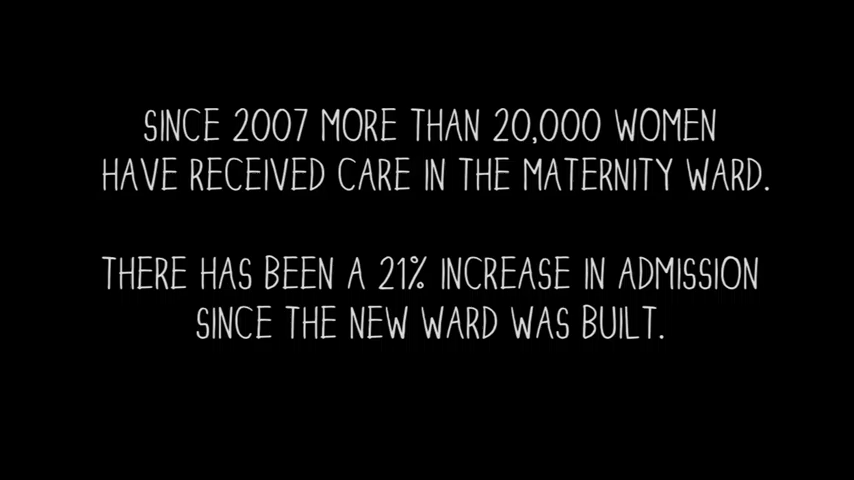 SINCE 2007 MORE THAN 20,000 WOMEN
HAVE RECEIVED CARE IN THE MATERNITY WARD.
THERE HAS BEEN A 21% INCREASE IN ADMISSION
SINCE THE NEW WARD WAS BUILT.